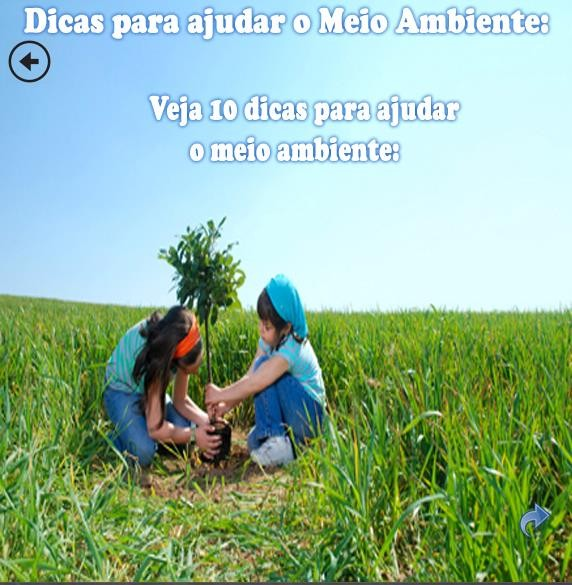 Dicas para ajudar o Meio Ambiente:
Veja 10 dicas para ajudar
o meio ambiente: